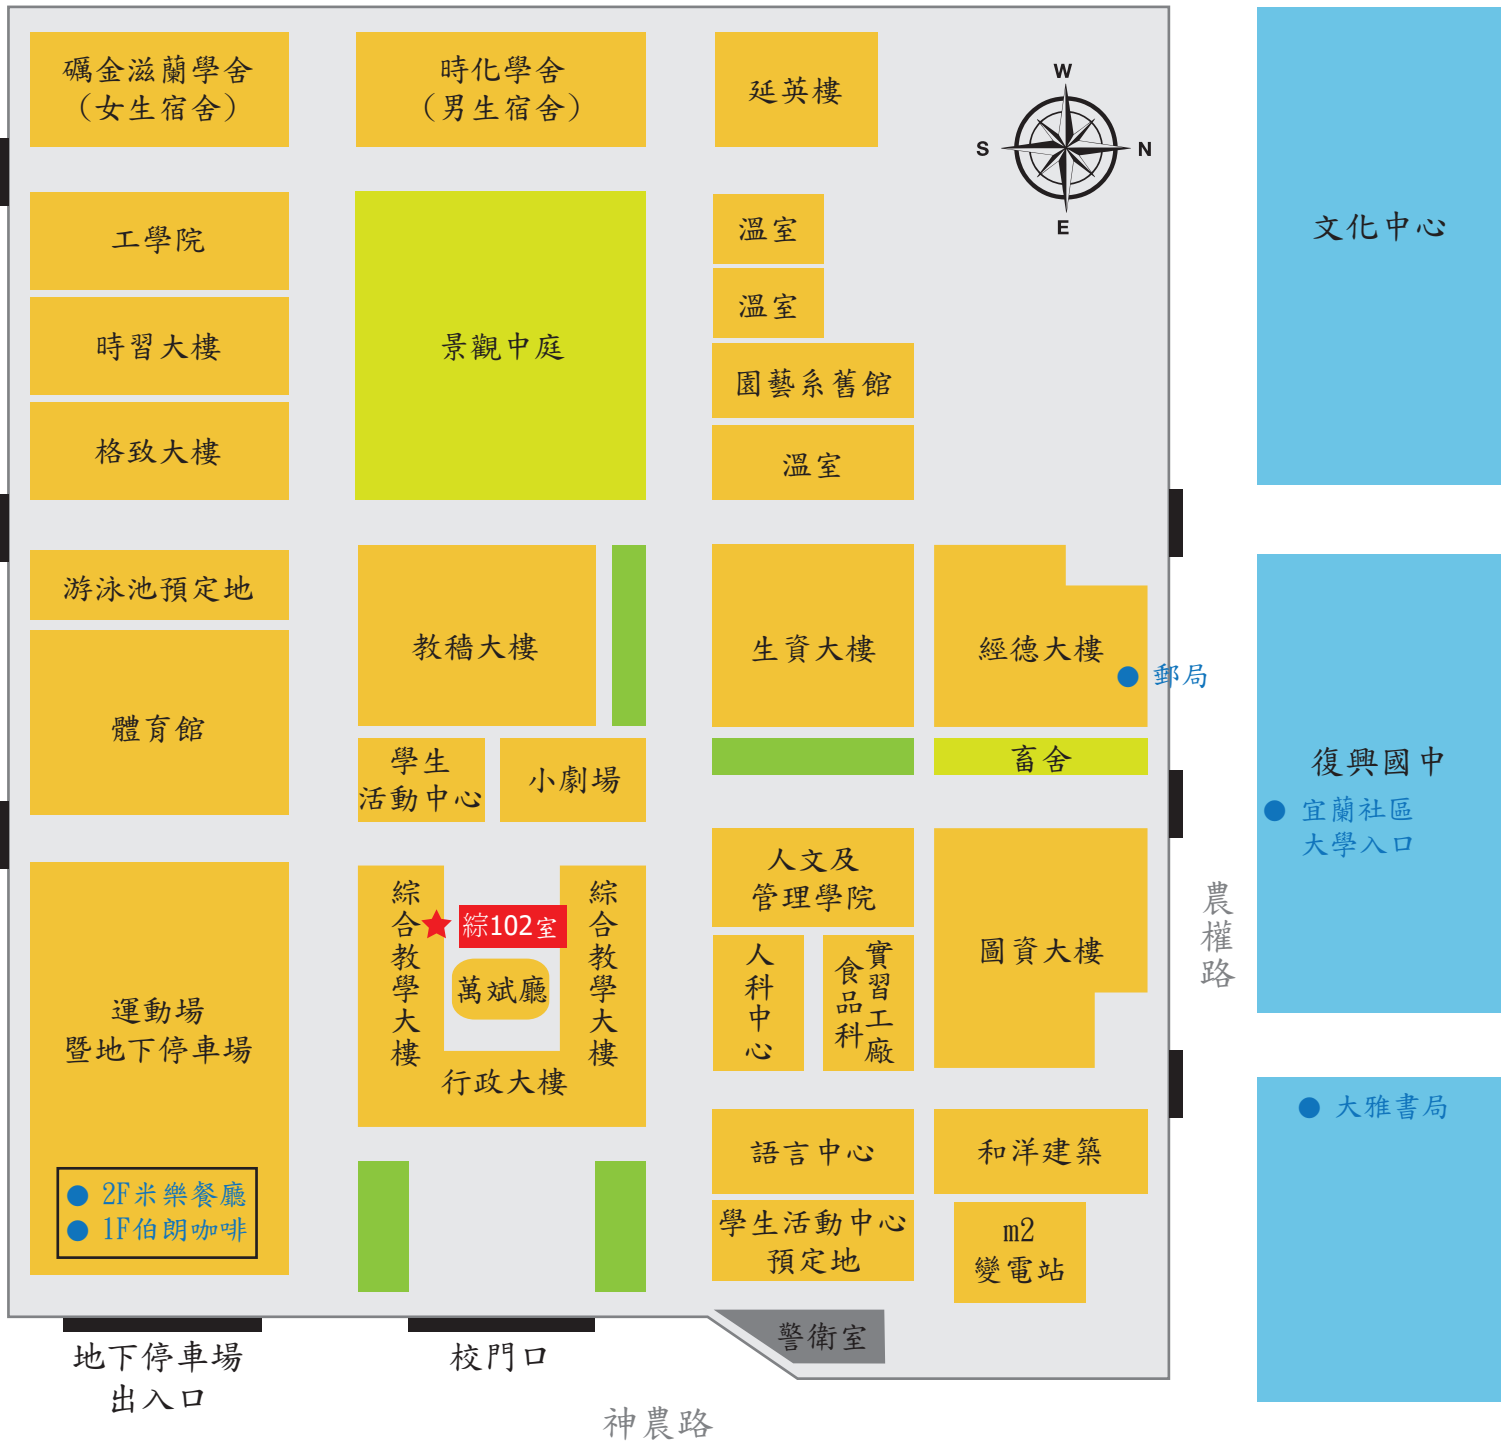 礪金滋蘭學舍
（女生宿舍）
時化學舍
（男生宿舍）
延英樓
W
S
N
E
文化中心
工學院
溫室
溫室
時習大樓
景觀中庭
園藝系舊館
格致大樓
溫室
游泳池預定地
教穡大樓
生資大樓
經德大樓
郵局
體育館
學生
活動中心
小劇場
畜舍
復興國中
宜蘭社區
大學入口
人文及
管理學院
綜合教學大樓
綜102室
綜合教學大樓
萬斌廳
行政大樓
人科中心
食品科
實習工廠
圖資大樓
農權路
運動場
暨地下停車場
大雅書局
語言中心
和洋建築
2F米樂餐廳
1F伯朗咖啡
學生活動中心
預定地
m2
變電站
警衛室
地下停車場
出入口
校門口
神農路